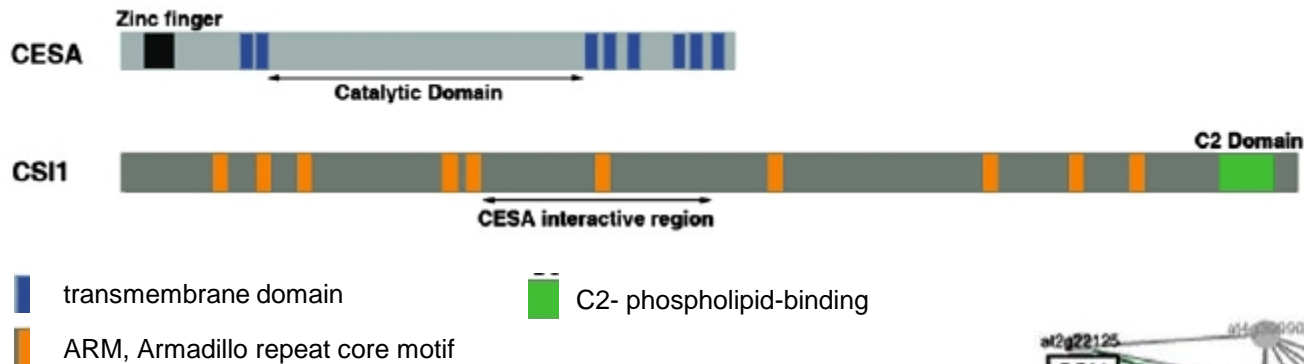 Zinc finger
CESA
Catalytic Domain
C2 Domain
CSI1
CESA interactive region
transmembrane domain
C2- phospholipid-binding
ARM, Armadillo repeat core motif
at2g22125